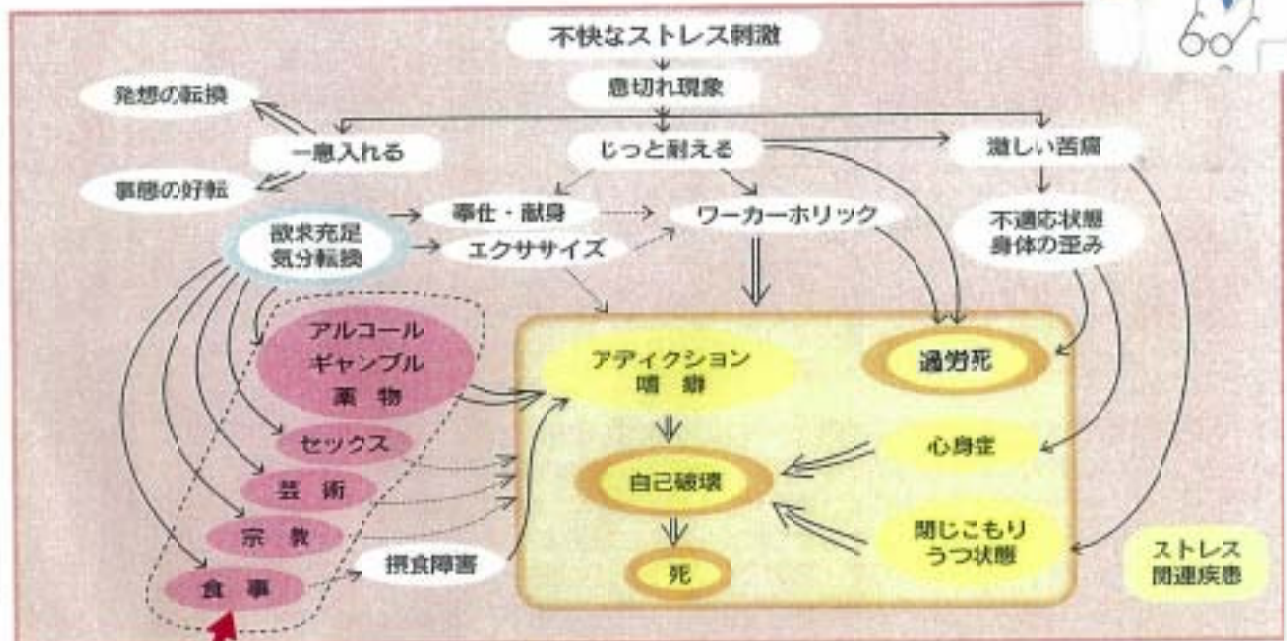 不快なストレス刺激
息切れ現象
発想の転換
一息入れる
じっと耐える
激しい苦痛
事態の好転
奉仕・献身
ワーカーホリック
欲求充足
気分転換
エクササイズ
不適応状態
身体の歪み
アルコール
ギャンブル
薬 物
アディクション
嗜 癖
過労死
セックス
心身症
自己破壊
芸 術
宗 教
閉じこもり
うつ状態
摂食障害
ストレス
関連疾患
食 事
死